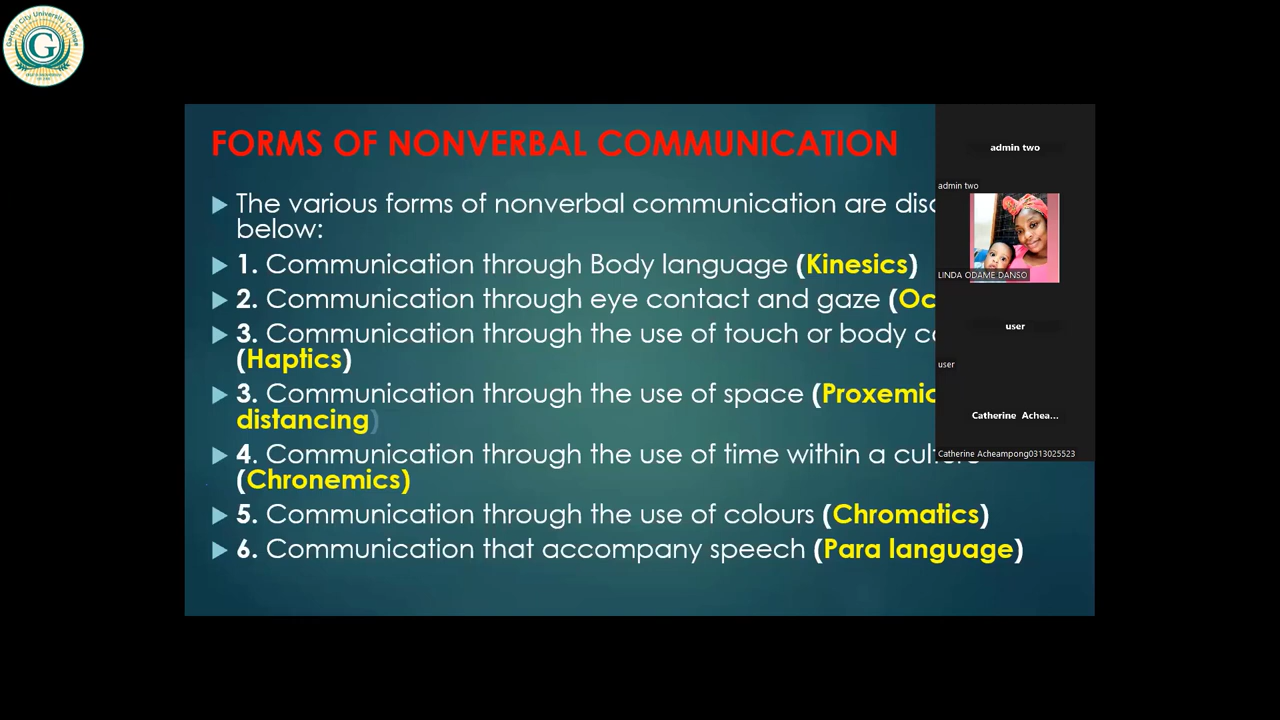 Garden City University College
G
FORMS OF NONVERBAL COMMUNICATION
The various forms of nonverbal communication are
below:
1. Communication through Body language (Kinesics)
2. Communication through eye contact and gaze (Oc
3. Communication through the use of touch or body
(Haptics)
3. Communication through the use of space (Proxemic
distancing)
4. Communication through the use of time within a culture
(Chronemics)
5. Communication through the use of colours (Chromatics)
6. Communication that accompany speech (Para language)
admin two
admin two
LINDA ODAME DANSO
user
user
Catherine Achea...
Catherine Acheampong0313025523